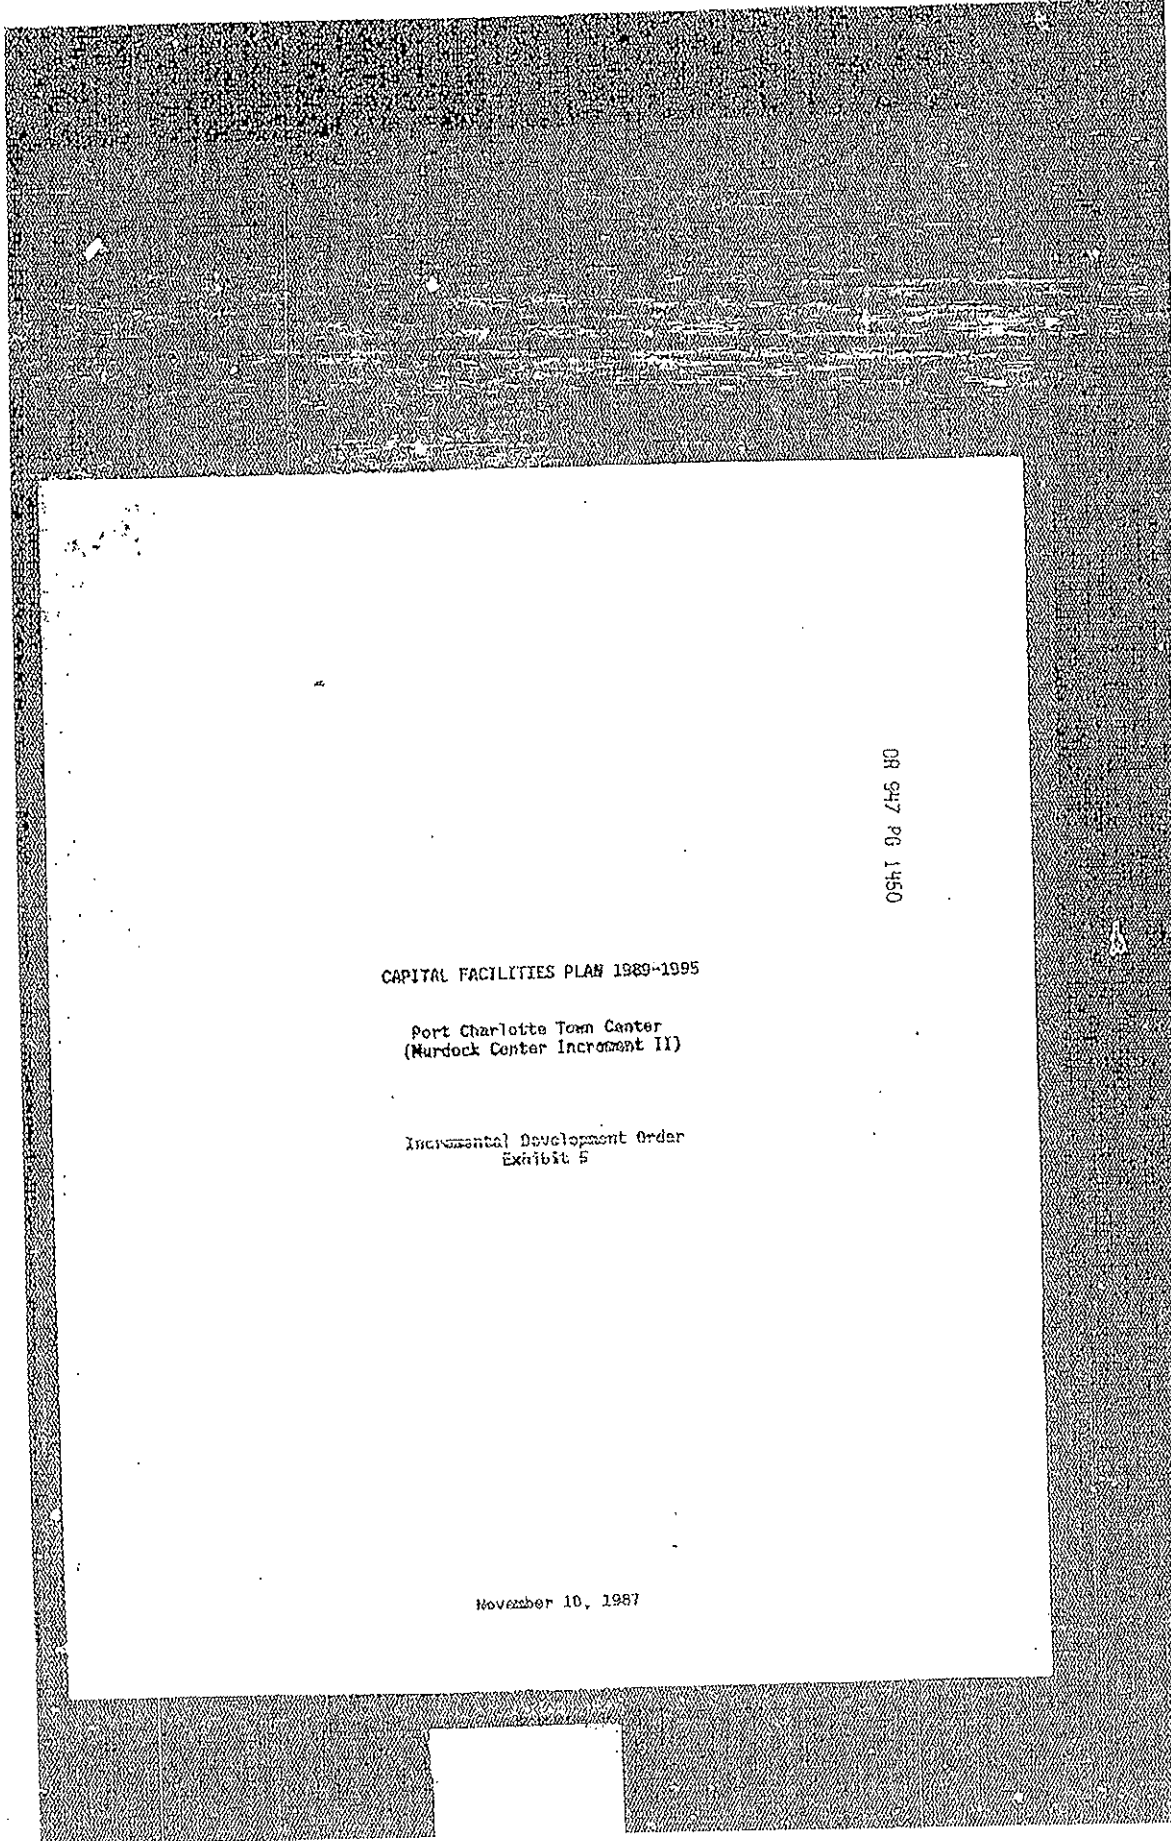 OR 947 PG 1450
CAPITAL FACILITIES PLAN 1989-1995
Port Charlotte Town Center
(Murdock Center Increment II)
Incremental Development Order
Exhibit 5
November 10, 1987